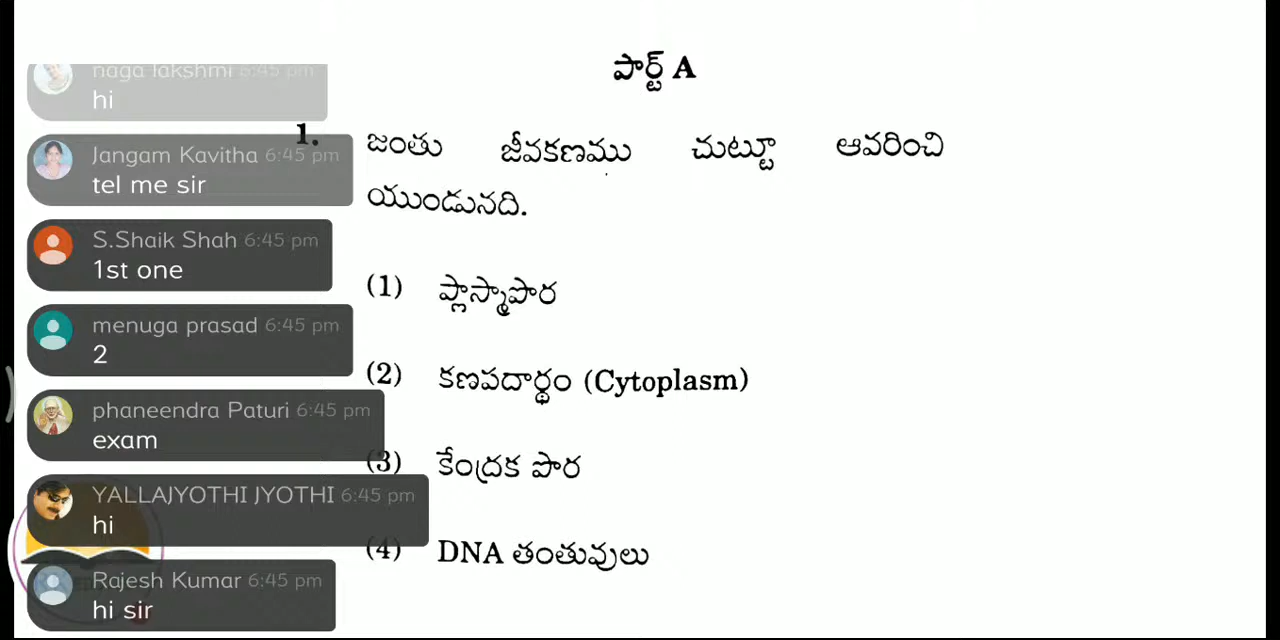 పార్ట్ A
naga lakshmi 6:45 pm
hi
Jangam Kavitha 6:45 pm
tel me sir
S.Shaik Shah 6:45 pm
1st one
menuga prasad 6:45 pm
2
phaneendra Paturi 6:45 pm
exam
YALLAJYOTHI JYOTHI 6:45 pm
hi
Rajesh Kumar 6:45 pm
hi sir
1. జంతు జీవకణము చుట్టూ ఆవరించి
యుండునది.
(1) ప్లాస్మాపొర
(2) కణపదార్థం (Cytoplasm)
(3) కేంద్రక పొర
(4) DNA తంతువులు